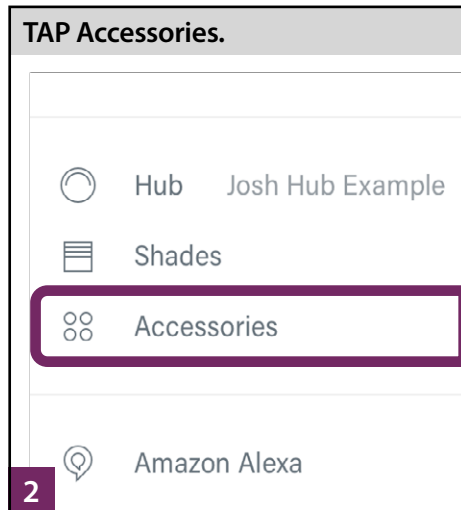 TAP Accessories.
Hub Josh Hub Example
Shades
Accessories
Amazon Alexa
2